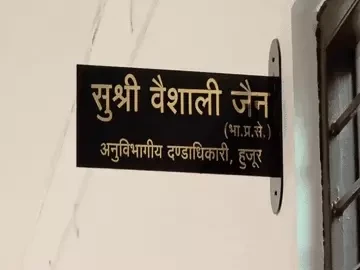 सुश्री वैशाली जैन
(भा.प्र.से.)
अनुविभागीय दण्डाधिकारी, हुजूर